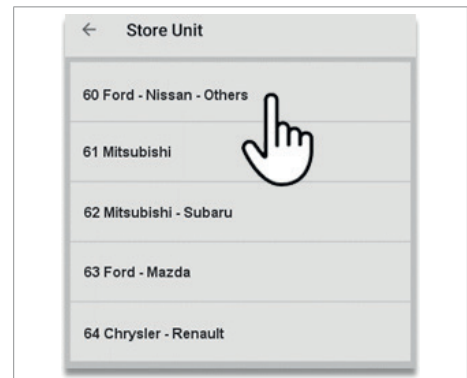 Store Unit
60 Ford - Nissan - Others
61 Mitsubishi
62 Mitsubishi - Subaru
63 Ford - Mazda
64 Chrysler - Renault